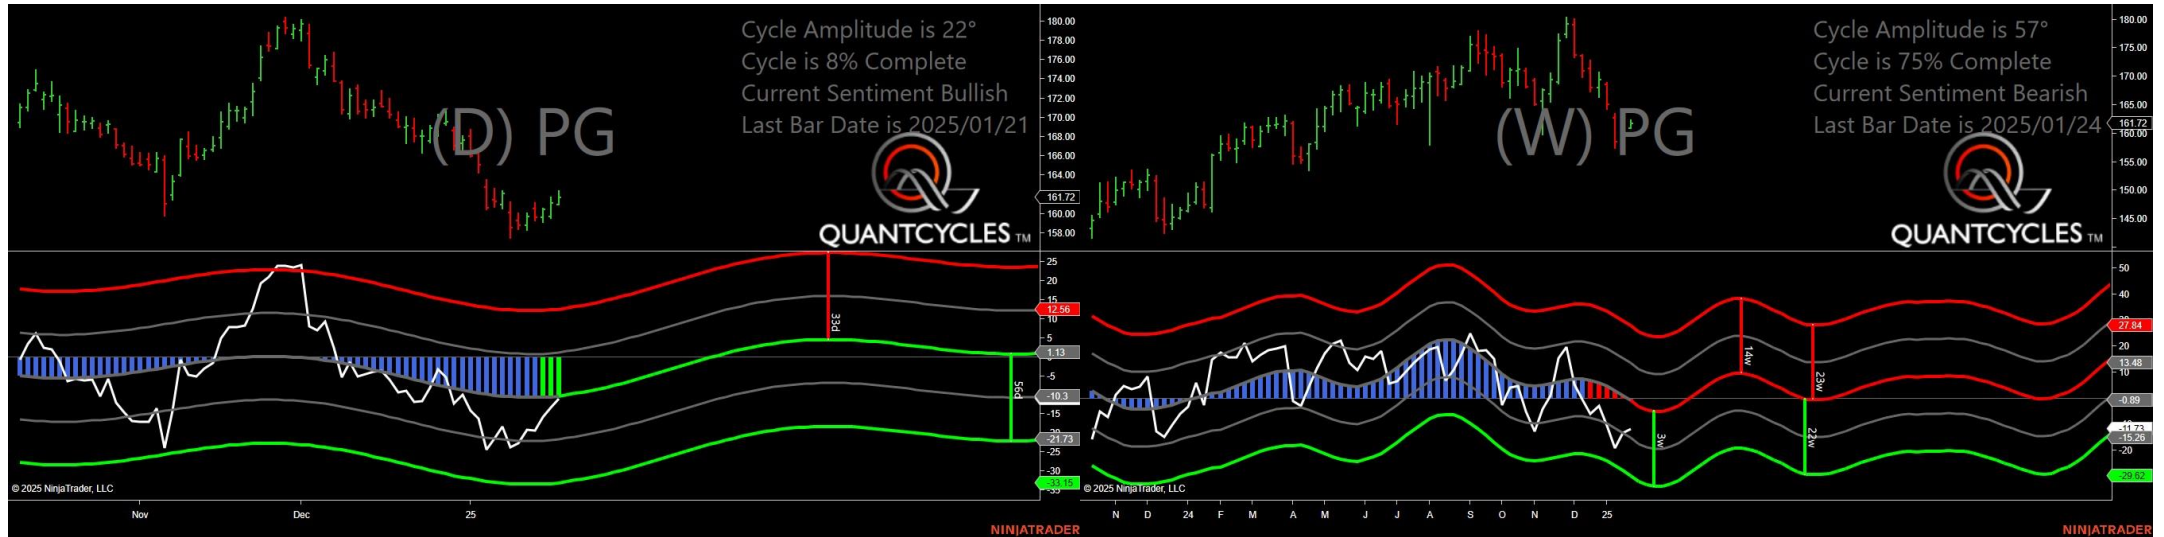 Cycle Amplitude is 22°
Cycle is 8% Complete
Current Sentiment Bullish
Last Bar Date is 2025/01/21
(D) PG
QUANTCYCLES TM
180.00
178.00
176.00
174.00
172.00
170.00
168.00
166.00
164.00
161.72
160.00
158.00
25
20
15
12.56
10
5
1.13
-5
-10.3
-15
-21.73
-25
-30
-33.15
33d
56d
© 2025 NinjaTrader, LLC
Nov Dec 25
NINJATRADER
Cycle Amplitude is 57°
Cycle is 75% Complete
Current Sentiment Bearish
Last Bar Date is 2025/01/24
(W) PG
QUANTCYCLES TM
180.00
175.00
170.00
165.00
161.72
160.00
155.00
150.00
145.00
50
40
27.84
20
13.48
10
-0.89
-11.73
-15.26
-20
-29.62
14w
23w
3w
22w
© 2025 NinjaTrader, LLC
N D 24 F M A M J J A S O N D 25
NINJATRADER